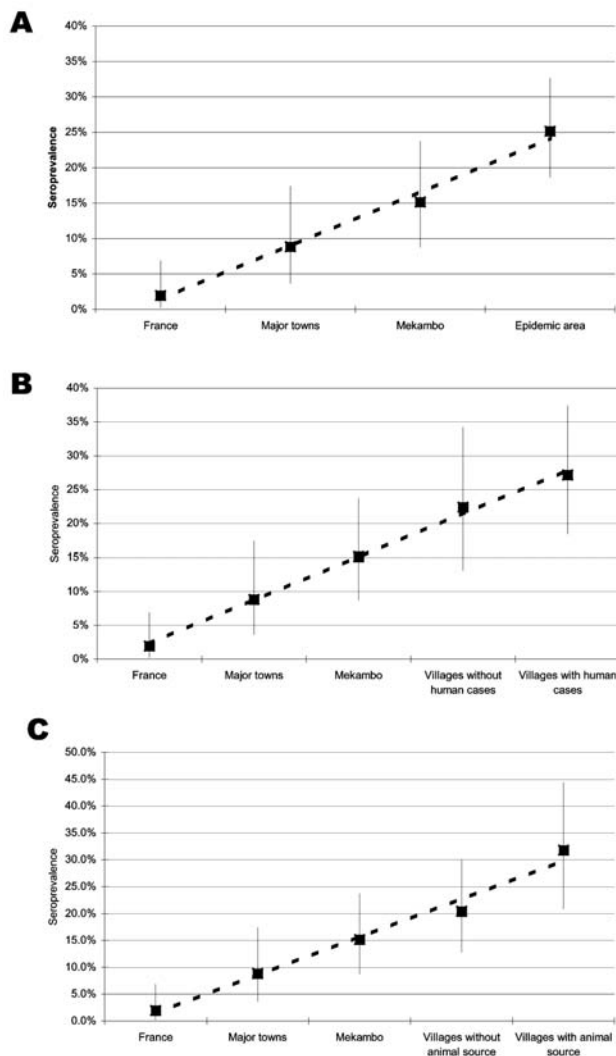 A
40%
35%
30%
25%
20%
15%
10%
5%
0%
Seroprevalence
France Major towns Mekambo Epidemic area
B
40%
35%
30%
25%
20%
15%
10%
5%
0%
Seroprevalence
France Major towns Mekambo Villages without Villages with human
human cases cases
C
50.0%
45.0%
40.0%
35.0%
30.0%
25.0%
20.0%
15.0%
10.0%
5.0%
0.0%
Seroprevalence
France Major towns Mekambo Villages without Villages with animal
animal source source